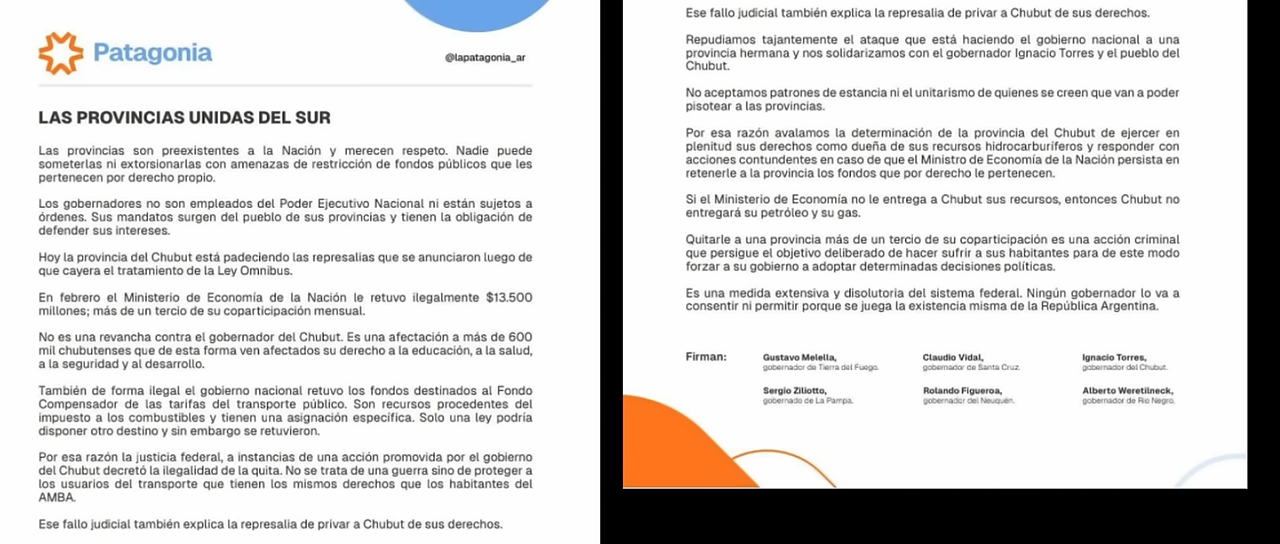 Patagonia
@lapatagonia_ar
LAS PROVINCIAS UNIDAS DEL SUR
Las provincias son preexistentes a la Nación y merecen respeto. Nadie puede
someterlas ni extorsionarlas con amenazas de restricción de fondos públicos que les
pertenecen por derecho propio.
Los gobernadores no son empleados del Poder Ejecutivo Nacional ni están sujetos a
órdenes. Sus mandatos surgen del pueblo de sus provincias y tienen la obligación de
defender sus intereses.
Hoy la provincia del Chubut está padeciendo las represalias que se anunciaron luego de
que cayera el tratamiento de la Ley Omnibus.
En febrero el Ministerio de Economía de la Nación le retuvo ilegalmente $13.500
millones; más de un tercio de su coparticipación mensual.
No es una revancha contra el gobernador del Chubut. Es una afectación a más de 600
mil chubutenses que de esta forma ven afectados su derecho a la educación, a la salud,
a la seguridad y al desarrollo.
También de forma ilegal el gobierno nacional retuvo los fondos destinados al Fondo
Compensador de las tarifas del transporte público. Son recursos procedentes del
impuesto a los combustibles y tienen una asignación específica. Solo una ley podría
disponer otro destino y sin embargo se retuvieron.
Por esa razón la justicia federal, a instancias de una acción promovida por el gobierno
del Chubut decretó la ilegalidad de la quita. No se trata de una guerra sino de proteger a
los usuarios del transporte que tienen los mismos derechos que los habitantes del
AMBA.
Ese fallo judicial también explica la represalia de privar a Chubut de sus derechos.
Ese fallo judicial también explica la represalia de privar a Chubut de sus derechos.
Repudiamos tajantemente el ataque que está haciendo el gobierno nacional a una
provincia hermana y nos solidarizamos con el gobernador Ignacio Torres y el pueblo del
Chubut.
No aceptamos patrones de estancia ni el unitarismo de quienes se creen que van a poder
pisotear a las provincias.
Por esa razón avalamos la determinación de la provincia del Chubut de ejercer en
plenitud sus derechos como dueña de sus recursos hidrocarburíferos y responder con
acciones contundentes en caso de que el Ministro de Economía de la Nación persista en
retenerle a la provincia los fondos que por derecho le pertenecen.
Si el Ministerio de Economía no le entrega a Chubut sus recursos, entonces Chubut no
entregará su petróleo y su gas.
Quitarle a una provincia más de un tercio de su coparticipación es una acción criminal
que persigue el objetivo deliberado de hacer sufrir a sus habitantes para de este modo
forzar a su gobierno a adoptar determinadas decisiones políticas.
Es una medida extensiva y disolutoria del sistema federal. Ningún gobernador lo va a
consentir ni permitir porque se juega la existencia misma de la República Argentina.
Firman:
Gustavo Melella,
gobernador de Tierra del Fuego.
Claudio Vidal,
gobernador de Santa Cruz.
Ignacio Torres,
gobernador del Chubut.
Sergio Ziliotto,
gobernado de La Pampa.
Rolando Figueroa,
gobernador del Neuquén.
Alberto Weretilneck,
gobernador de Río Negro.